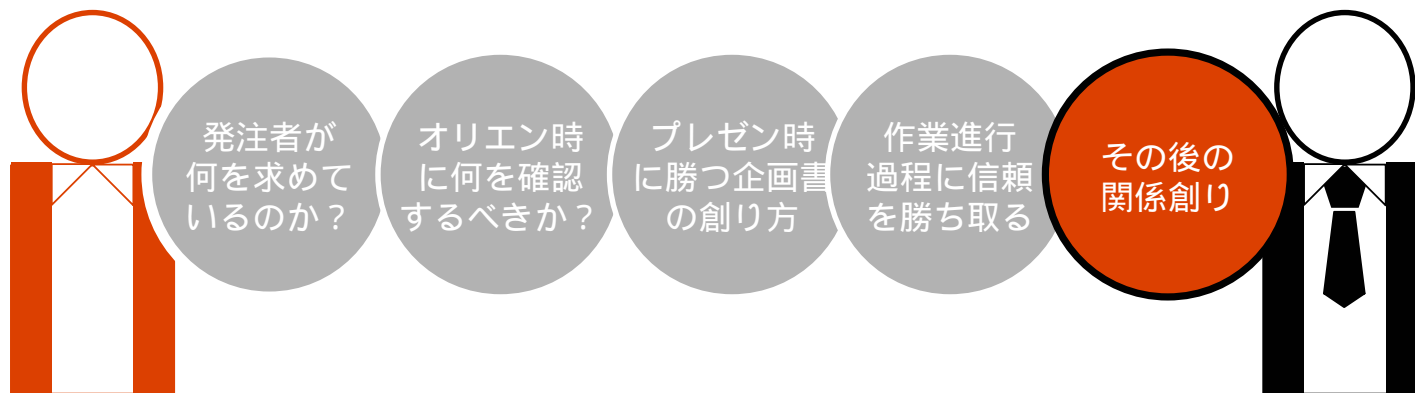 発注者が
何を求めて
いるのか？
オリエン時
に何を確認
するべきか？
プレゼン時
に勝つ企画書
の創り方
作業進行
過程に信頼
を勝ち取る
その後の
関係創り